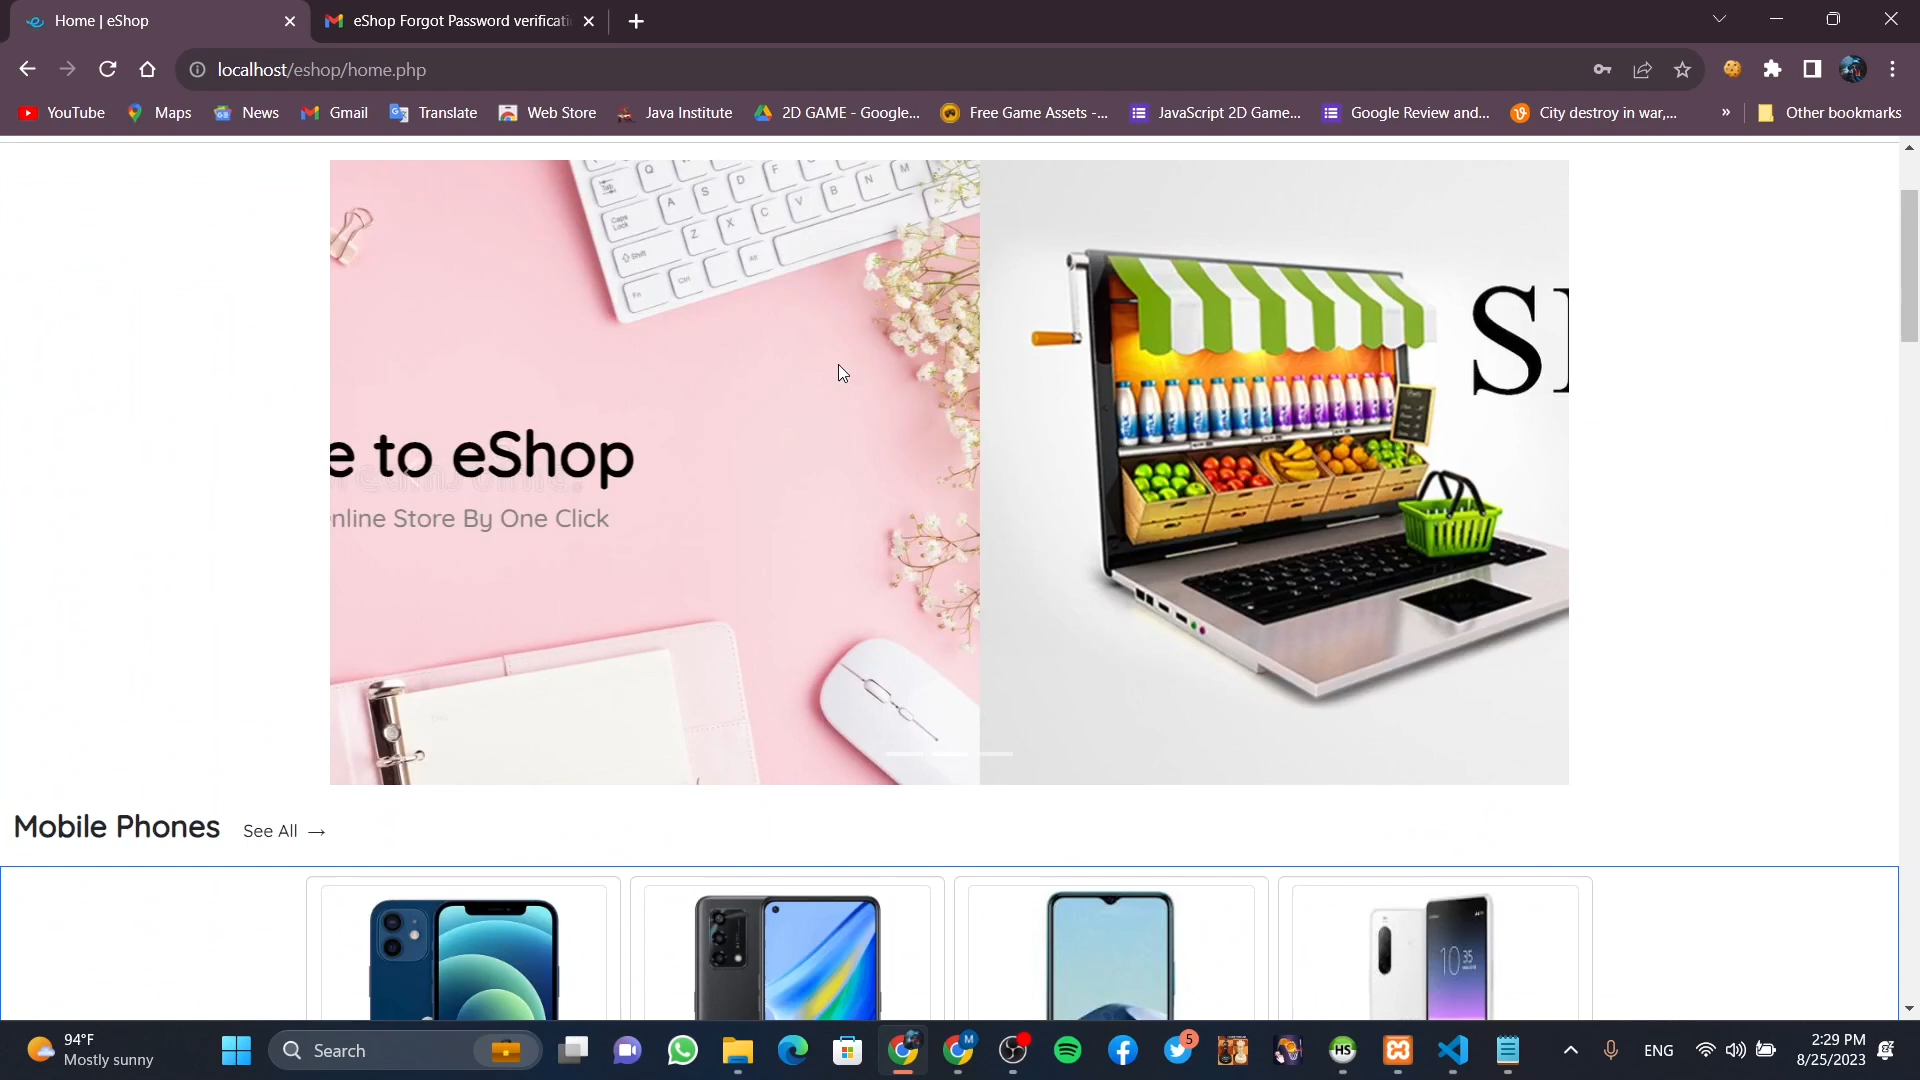 Home | eShop
eShop Forgot Password verificati
localhost/eshop/home.php
YouTube
Maps
News
Gmail
Translate
Web Store
Java Institute
2D GAME - Google...
Free Game Assets -...
JavaScript 2D Game...
Google Review and...
City destroy in war,...
»
Other bookmarks
e to eShop
nline Store By One Click
S
Mobile Phones
See All →
94°F
Mostly sunny
Search
M
5
HS
ENG
2:29 PM
8/25/2023